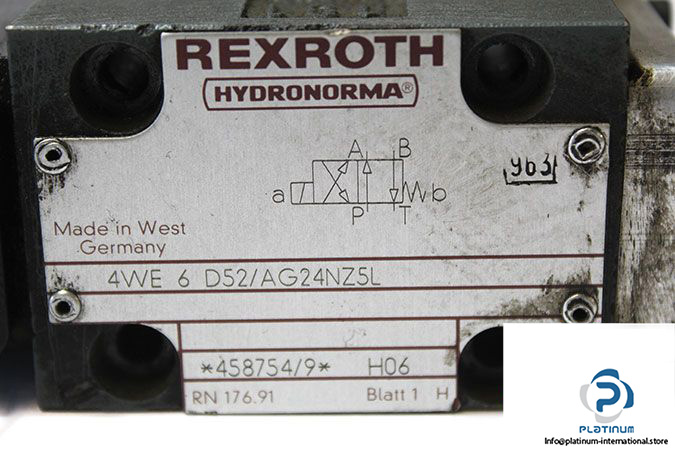 REXROTH
HYDRONORMA®
A B
963
a b
P T
Made in West
Germany
4WE 6 D52/AG24NZ5L
*458754/9* H06
RN 176.91 Blatt 1 H
PLATINUM
Info@platinum-international.store